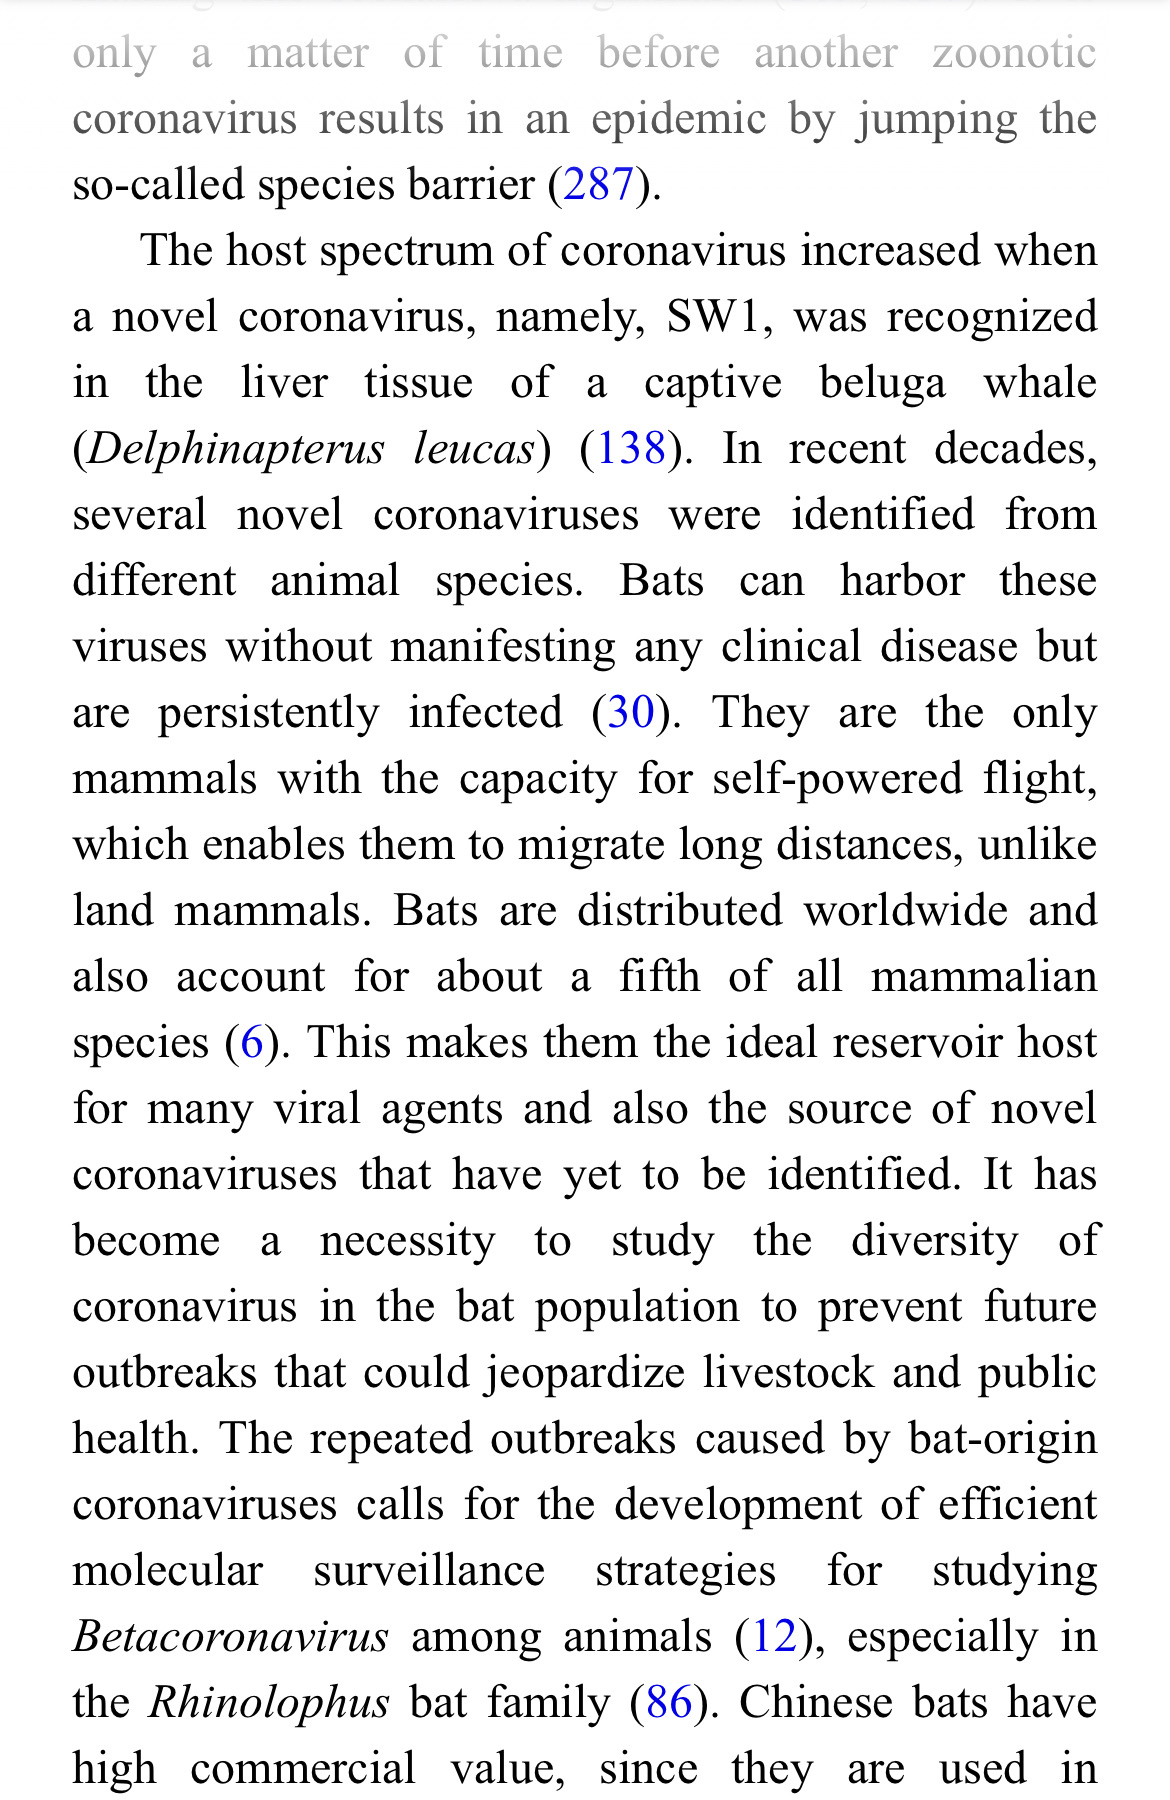 only a matter of time before another zoonotic
coronavirus results in an epidemic by jumping the
so-called species barrier (287).
The host spectrum of coronavirus increased when
a novel coronavirus, namely, SW1, was recognized
in the liver tissue of a captive beluga whale
(Delphinapterus leucas) (138). In recent decades,
several novel coronaviruses were identified from
different animal species. Bats can harbor these
viruses without manifesting any clinical disease but
are persistently infected (30). They are the only
mammals with the capacity for self-powered flight,
which enables them to migrate long distances, unlike
land mammals. Bats are distributed worldwide and
also account for about a fifth of all mammalian
species (6). This makes them the ideal reservoir host
for many viral agents and also the source of novel
coronaviruses that have yet to be identified. It has
become a necessity to study the diversity of
coronavirus in the bat population to prevent future
outbreaks that could jeopardize livestock and public
health. The repeated outbreaks caused by bat-origin
coronaviruses calls for the development of efficient
molecular surveillance strategies for studying
Betacoronavirus among animals (12), especially in
the Rhinolophus bat family (86). Chinese bats have
high commercial value, since they are used in